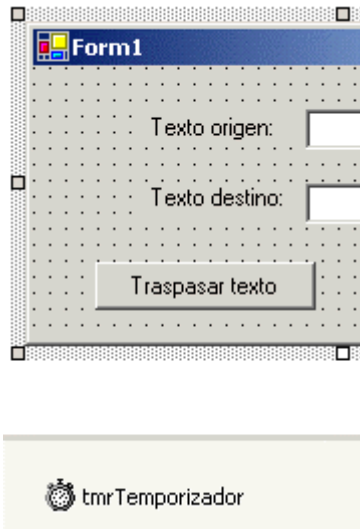 Form1
Texto origen:
Texto destino:
Traspasar texto
tmrTemporizador